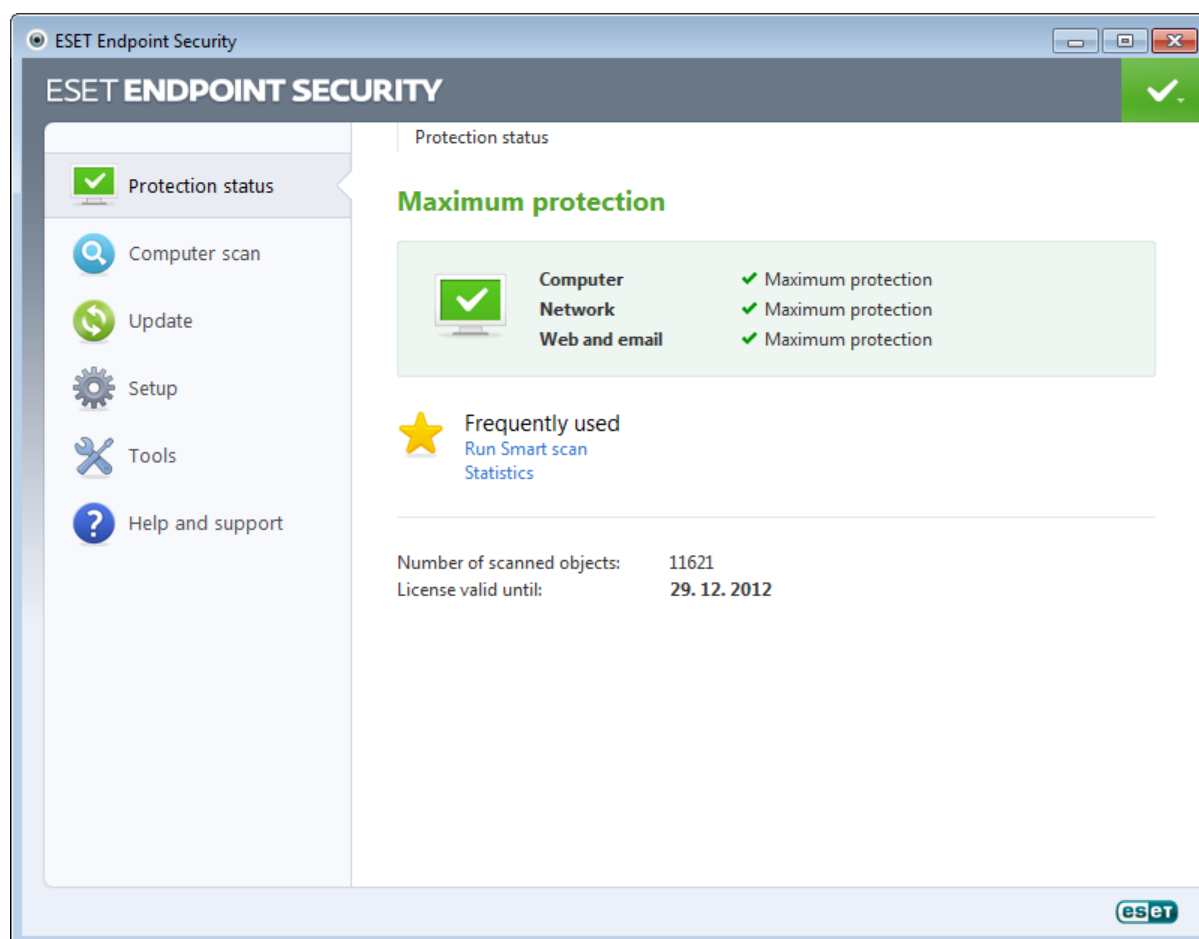 ESET Endpoint Security
ESET ENDPOINT SECURITY
Protection status
Computer scan
Update
Setup
Tools
? Help and support
Protection status
Maximum protection
Computer Maximum protection
Network Maximum protection
Web and email Maximum protection
Frequently used
Run Smart scan
Statistics
Number of scanned objects: 11621
License valid until: 29. 12. 2012
eseT